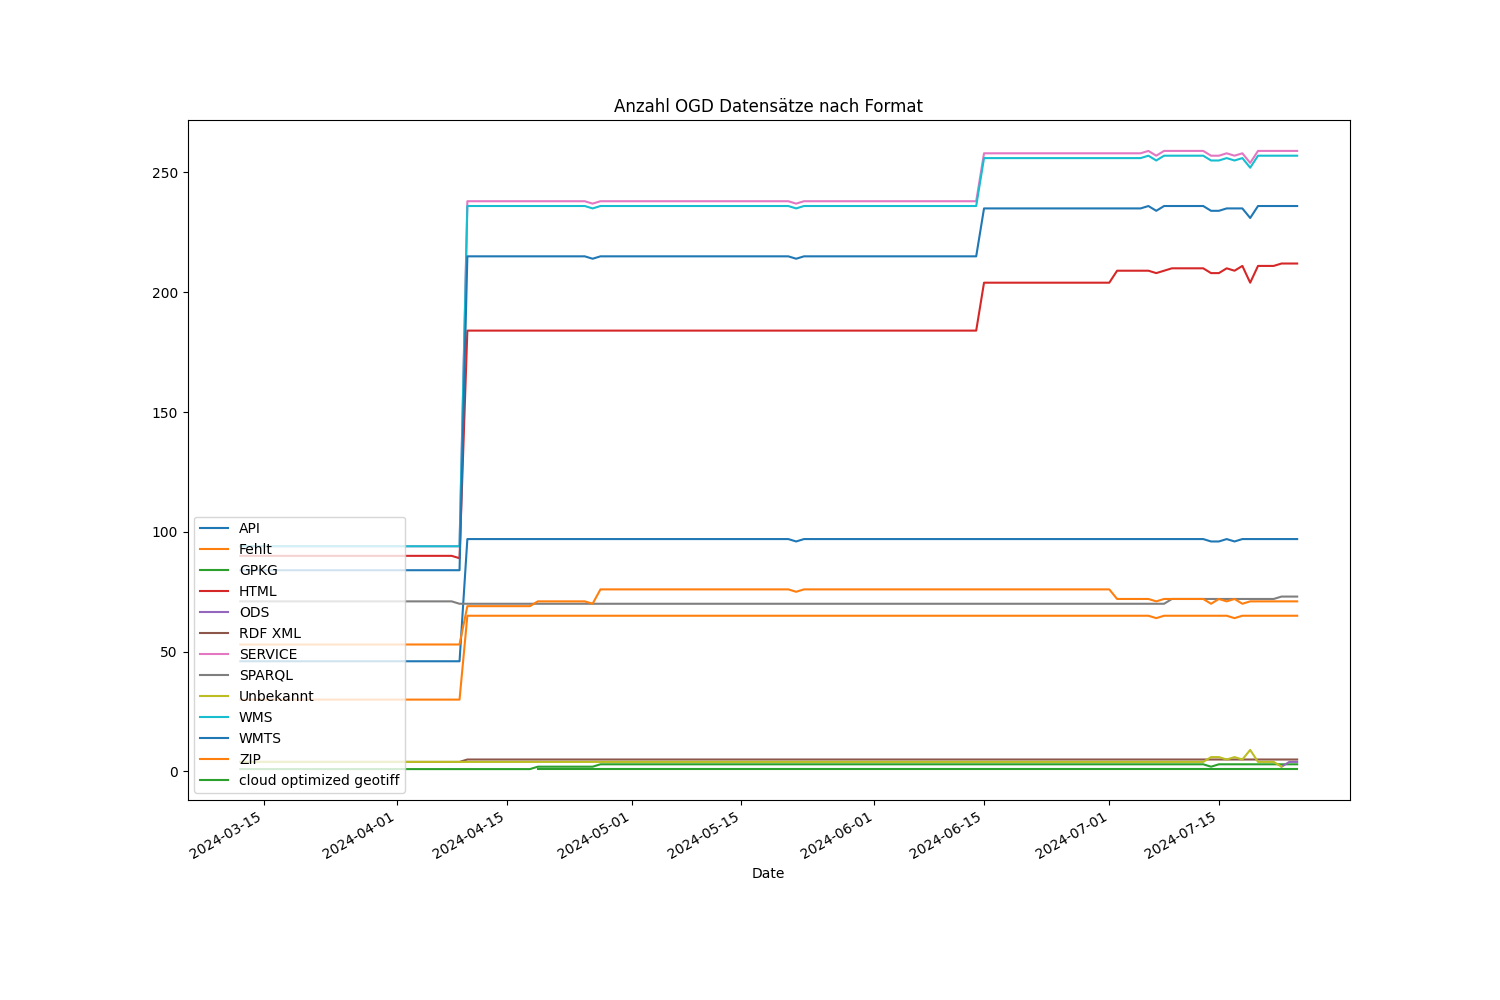 Anzahl OGD Datensätze nach Format
250
200
150
100
50
0
API
Fehlt
GPKG
HTML
ODS
RDF XML
SERVICE
SPARQL
Unbekannt
WMS
WMTS
ZIP
cloud optimized geotiff
2024-03-15
2024-04-01
2024-04-15
2024-05-01
2024-05-15
2024-06-01
2024-06-15
2024-07-01
2024-07-15
Date